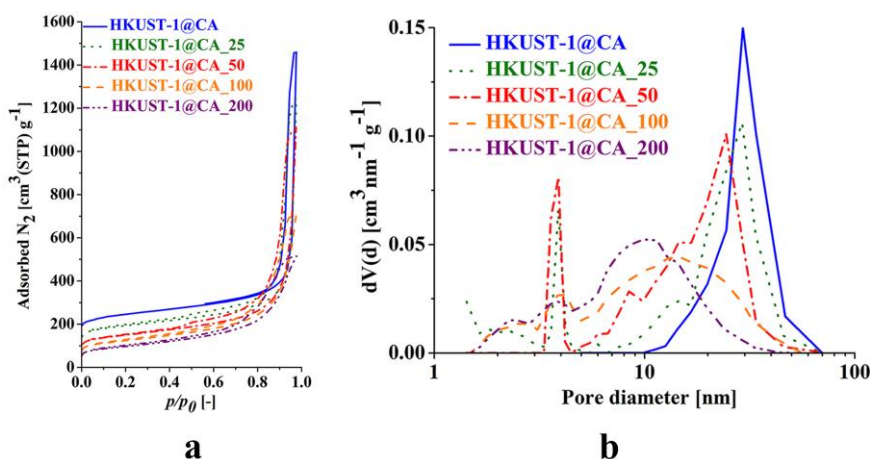 1600
1400
1200
1000
800
600
400
200
0
HKUST-1@CA
HKUST-1@CA_25
HKUST-1@CA_50
HKUST-1@CA_100
HKUST-1@CA_200
Adsorbed N₂ [cm³(STP) g⁻¹]
0.0 0.2 0.4 0.6 0.8 1.0
p/p₀ [-]
a
0.15
0.10
0.05
0.00
HKUST-1@CA
HKUST-1@CA_25
HKUST-1@CA_50
HKUST-1@CA_100
HKUST-1@CA_200
dV(d) [cm³ nm⁻¹ g⁻¹]
1 10 100
Pore diameter [nm]
b